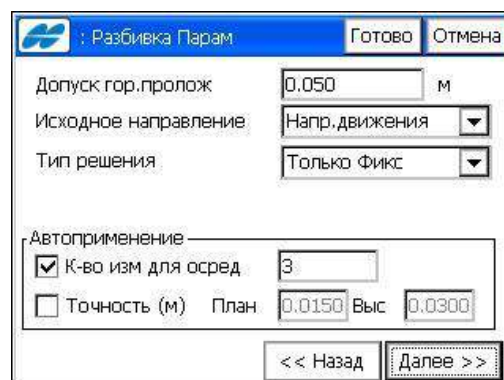 : Разбивка Парам Готово Отмена
Допуск гор.пролож 0.050 м
Исходное направление Напр.движения
Тип решения Только Фикс
Автоприменение
К-во изм для осред 3
Точность (м) План 0.0150 Выс 0.0300
<< Назад Далее >>